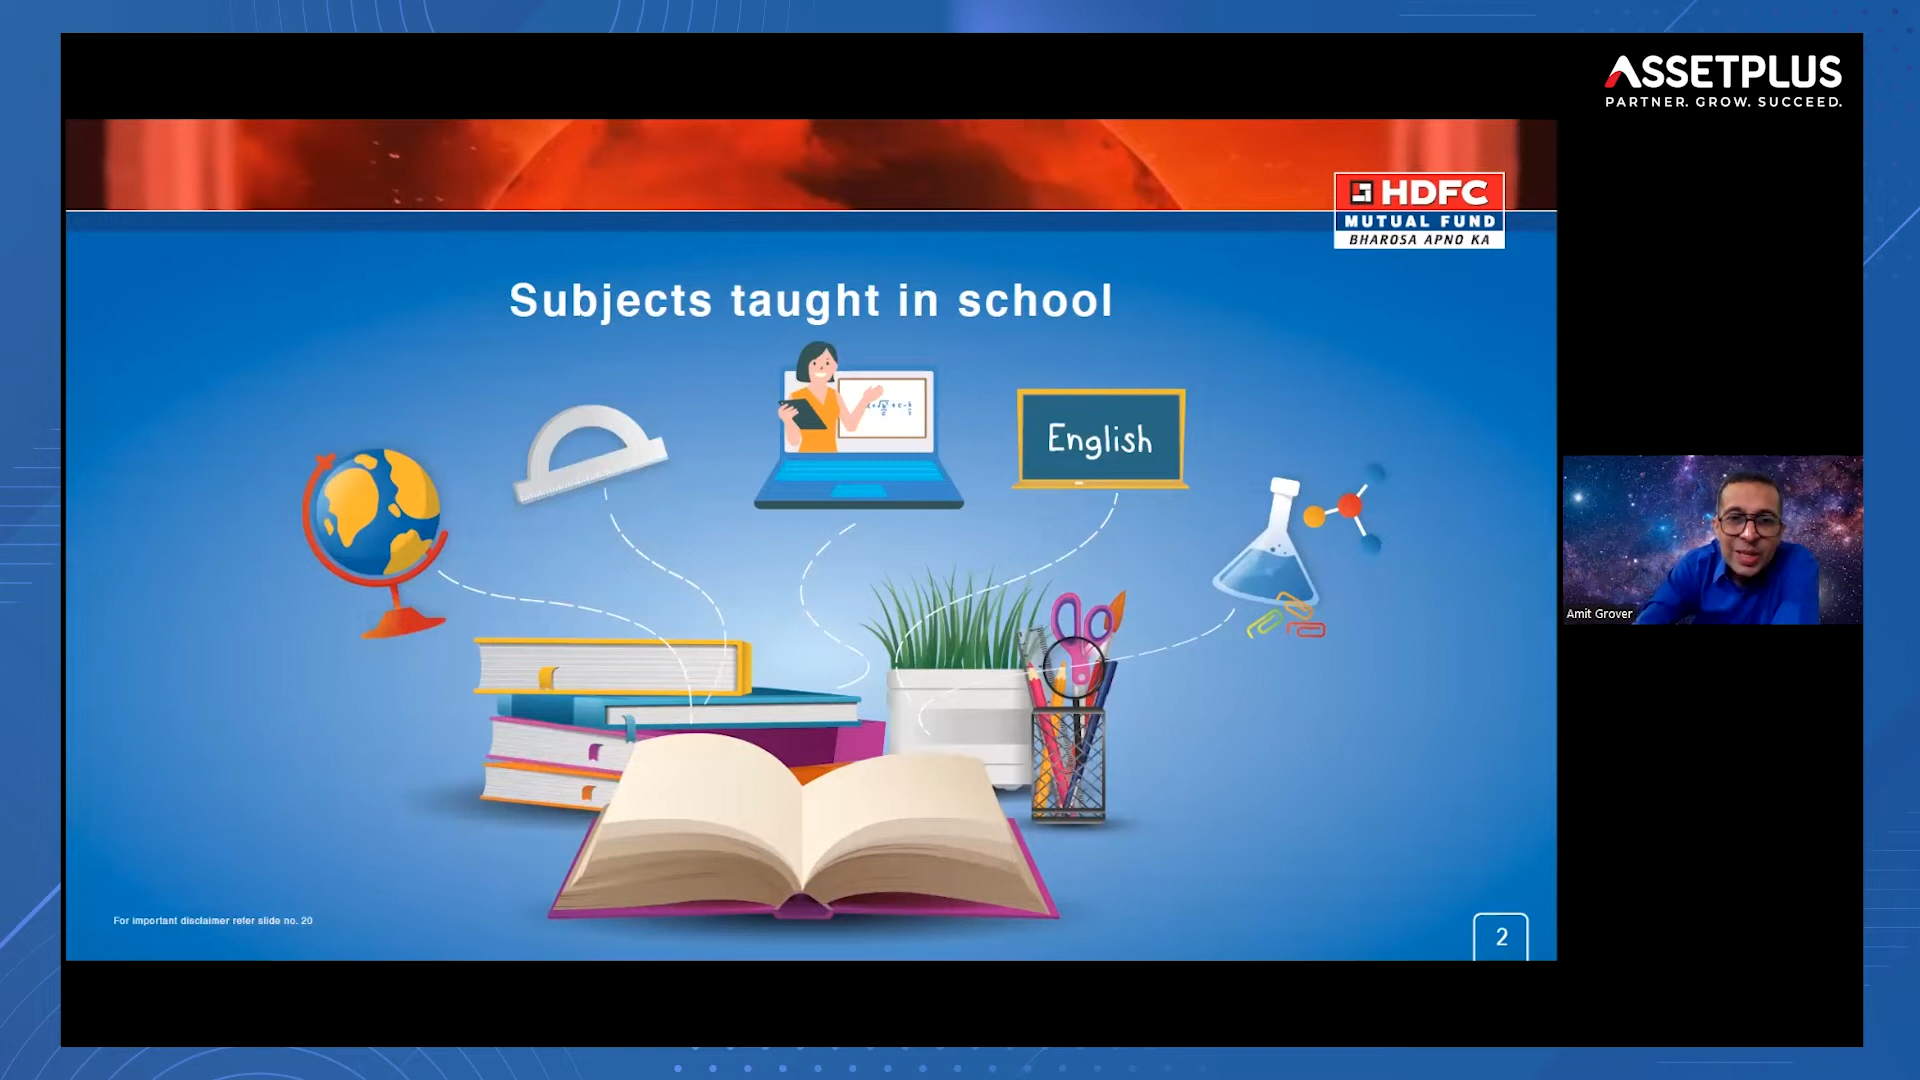 ASSETPLUS
PARTNER. GROW. SUCCEED.
HDFC
MUTUAL FUND
BHAROSA APNO KA
Subjects taught in school
English
Amit Grover
For important disclaimer refer slide no. 20
2